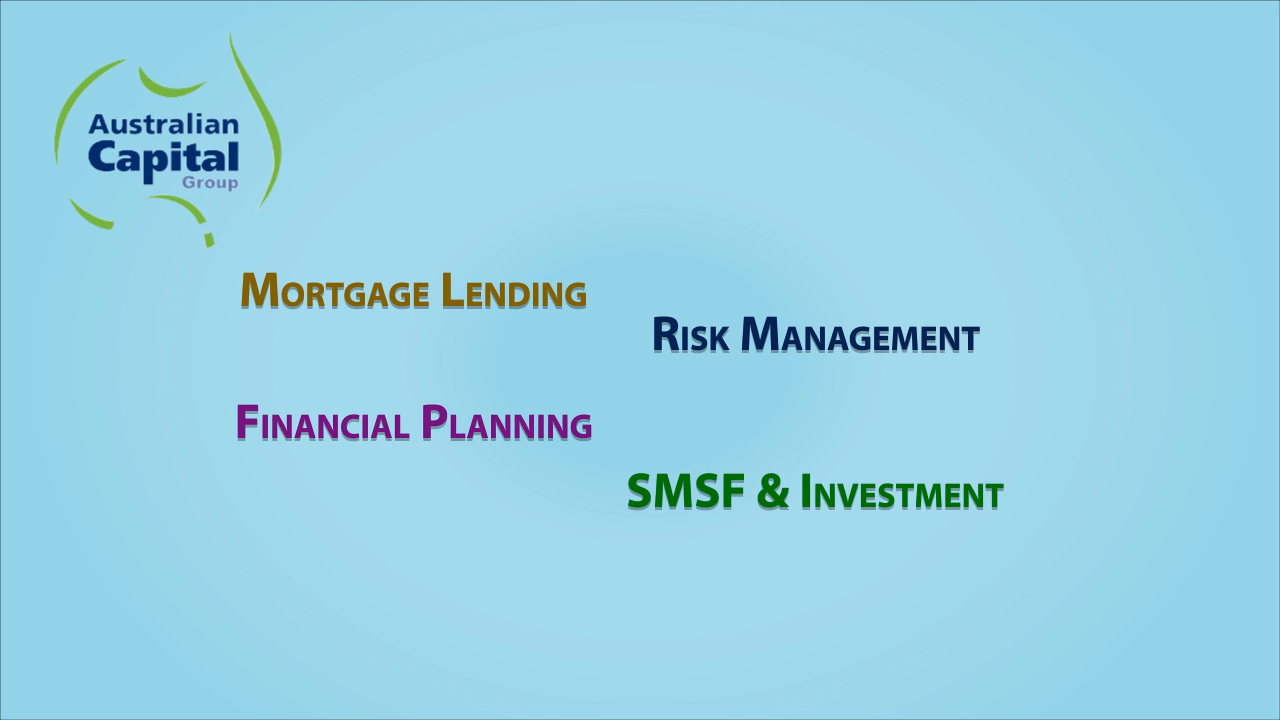 Australian
Capital
Group
Mortgage Lending
Risk Management
Financial Planning
SMSF & Investment